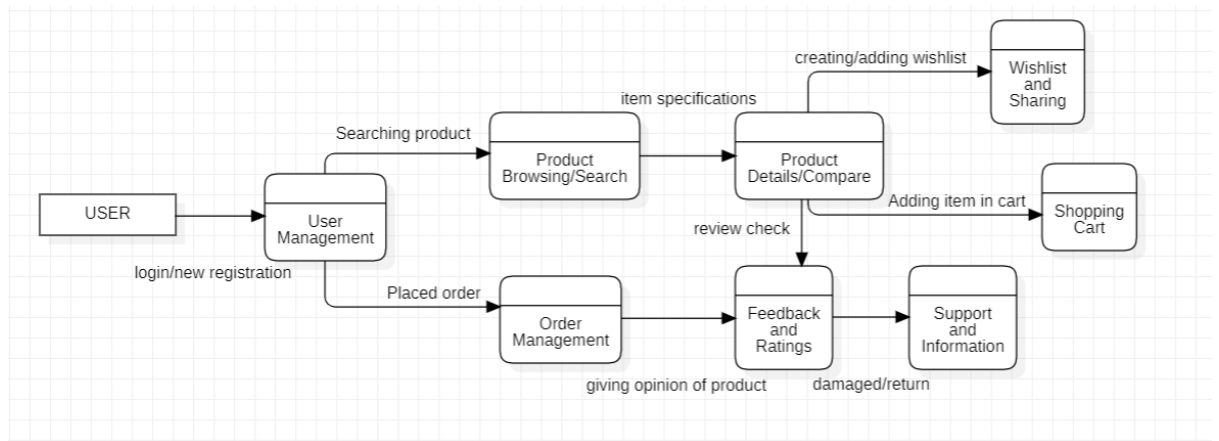 creating/adding wishlist
Wishlist
and
Sharing
item specifications
Searching product
Product
Browsing/Search
Product
Details/Compare
USER
User
Management
Adding item in cart
Shopping
Cart
review check
login/new registration
Placed order
Order
Management
Feedback
and
Ratings
Support
and
Information
giving opinion of product
damaged/return